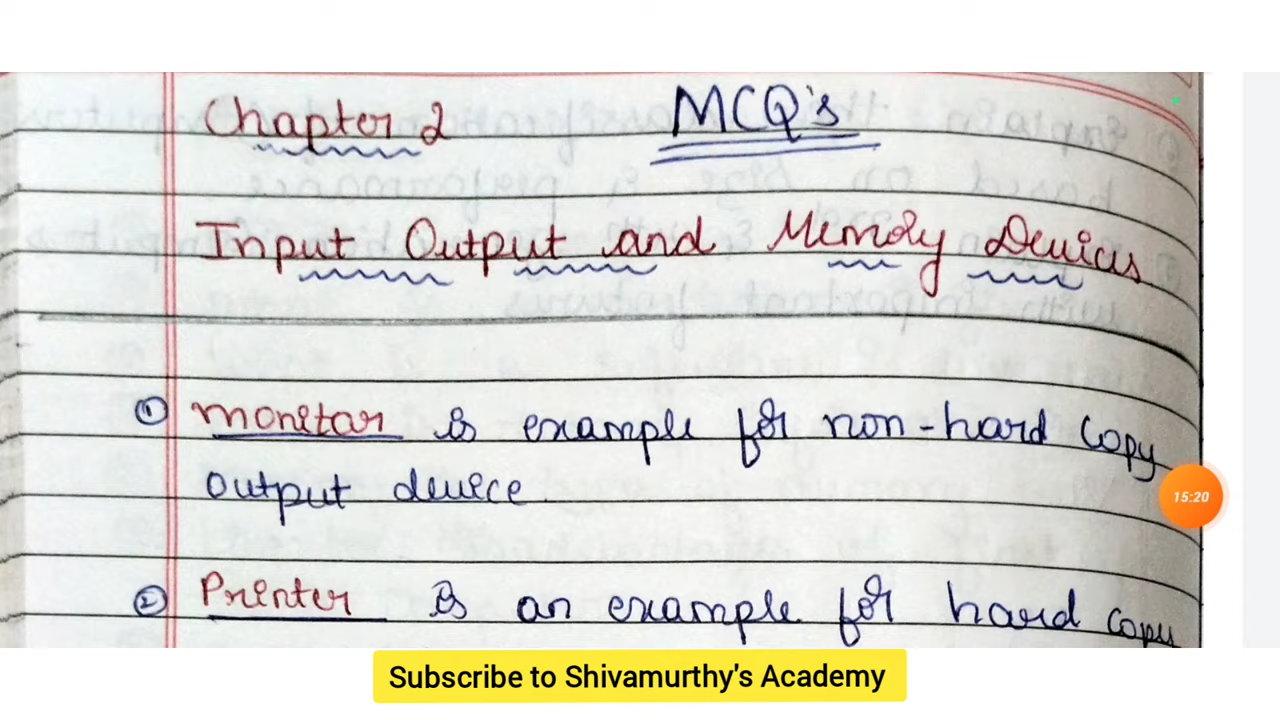 Chapter 2 MCQ's
Input Output and Memory Devices
① monitar is example for non-hard copy
output device
15:20
② Printer is an example for hard copy
Subscribe to Shivamurthy's Academy